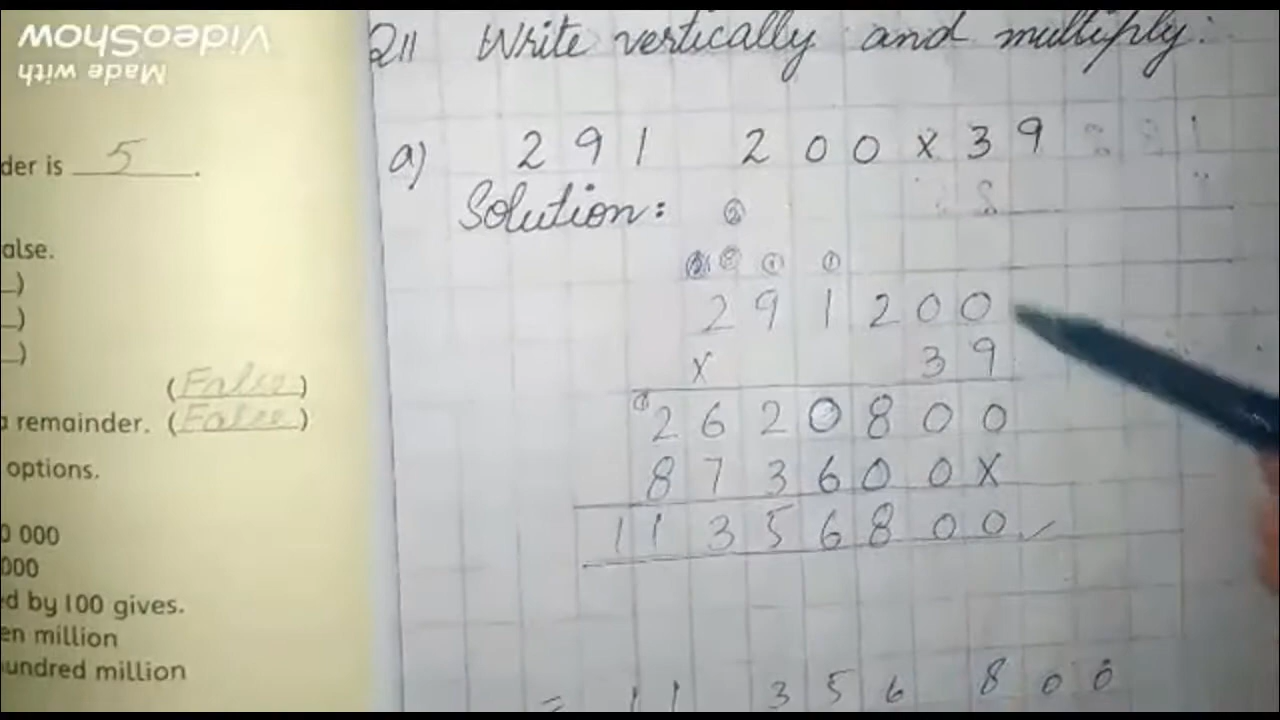 Made with
VideoShow
der is 5.
alse.
)
)
)
(False)
a remainder. (False)
options.
0 000
000
ed by 100 gives.
en million
hundred million
Q11 Write vertically and multiply:
a) 291 200 x 39
Solution:
291200
x 39
2620800
873600X
11356800
= 11 356 800